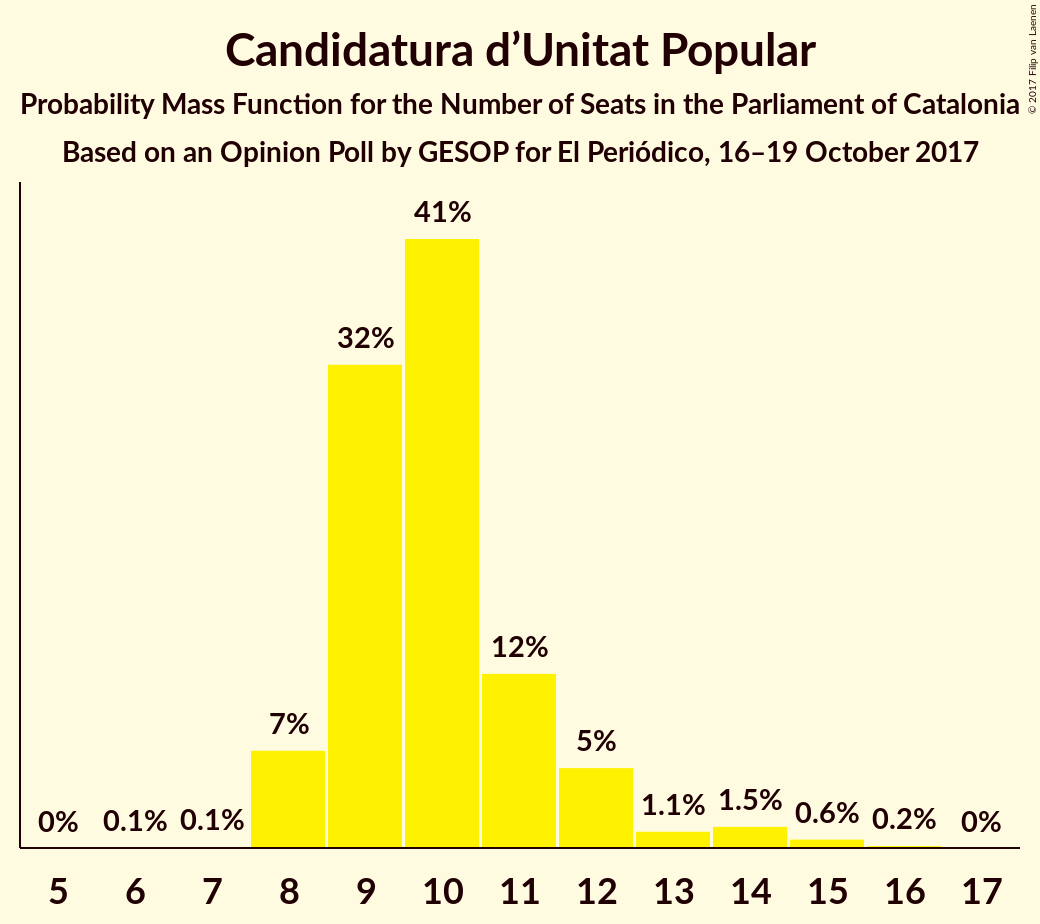 Candidatura d’Unitat Popular
Probability Mass Function for the Number of Seats in the Parliament of Catalonia
Based on an Opinion Poll by GESOP for El Periódico, 16–19 October 2017
© 2017 Filip van Laenen
41%
32%
12%
7%
5%
1.5%
1.1%
0.6%
0.2%
0.1%
0.1%
0%
0%
5 6 7 8 9 10 11 12 13 14 15 16 17